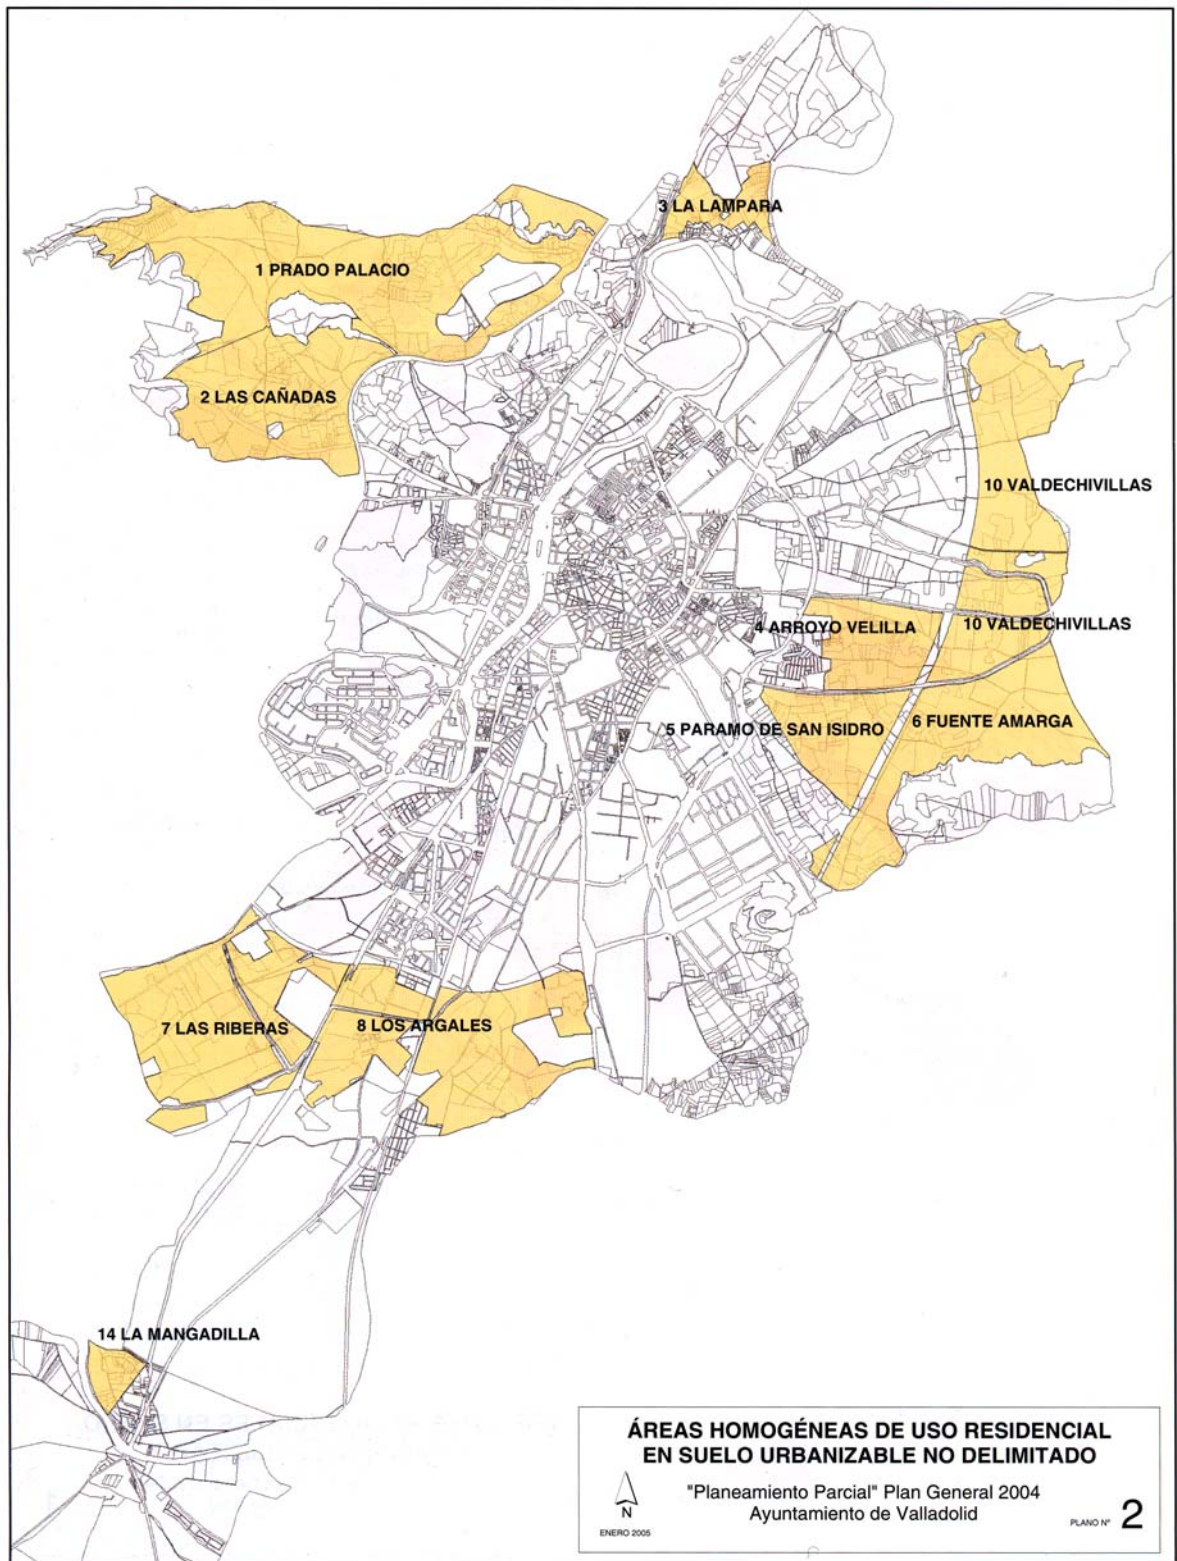 3 LA LAMPARA
1 PRADO PALACIO
2 LAS CAÑADAS
10 VALDECHIVILLAS
4 ARROYO VELILLA
10 VALDECHIVILLAS
5 PARAMO DE SAN ISIDRO
6 FUENTE AMARGA
7 LAS RIBERAS
8 LOS ARGALES
14 LA MANGADILLA
ÁREAS HOMOGÉNEAS DE USO RESIDENCIAL
EN SUELO URBANIZABLE NO DELIMITADO
"Planeamiento Parcial" Plan General 2004
Ayuntamiento de Valladolid
N
ENERO 2005
PLANO Nº 2